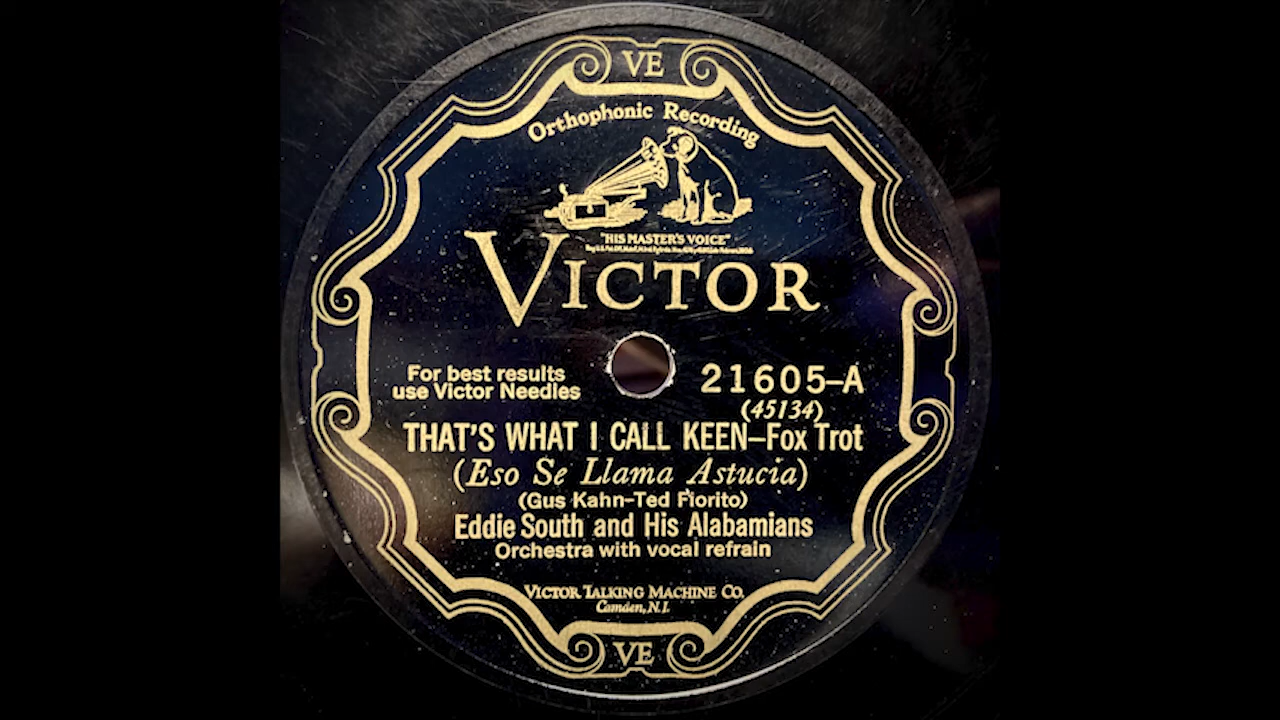 VE
Orthophonic Recording
"HIS MASTER'S VOICE"
VICTOR
For best results
use Victor Needles
21605–A
(45134)
THAT'S WHAT I CALL KEEN–Fox Trot
(Eso Se Llama Astucia)
(Gus Kahn–Ted Fiorito)
Eddie South and His Alabamians
Orchestra with vocal refrain
VICTOR TALKING MACHINE CO.
Camden, N.J.
VE